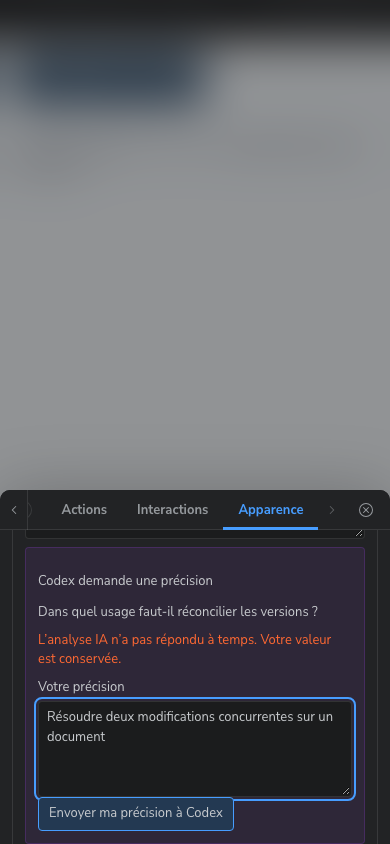 Actions
Interactions
Apparence
Codex demande une précision
Dans quel usage faut-il réconcilier les versions ?
L’analyse IA n’a pas répondu à temps. Votre valeur
est conservée.
Votre précision
Résoudre deux modifications concurrentes sur un
document
Envoyer ma précision à Codex